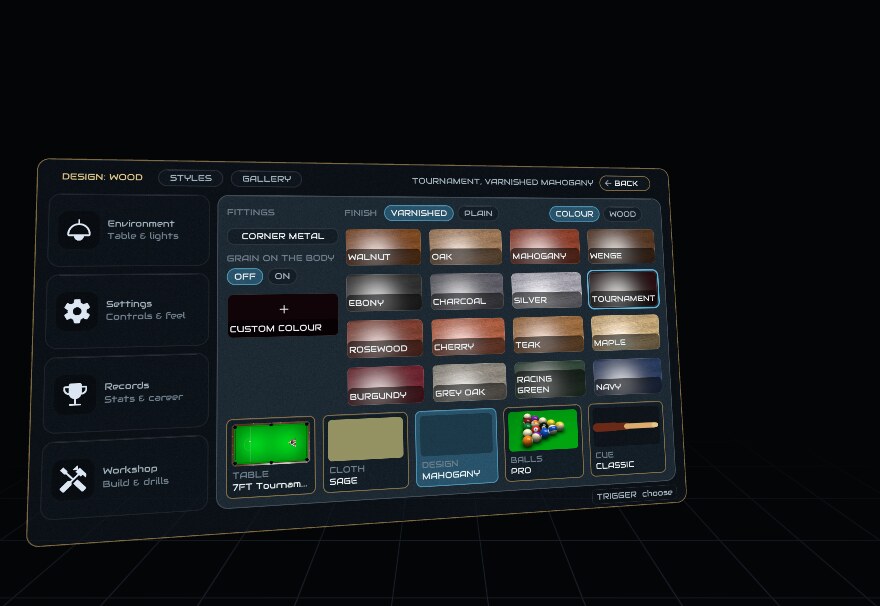 DESIGN: WOOD
STYLES
GALLERY
TOURNAMENT, VARNISHED MAHOGANY
← BACK
Environment
Table & lights
Settings
Controls & feel
Records
Stats & career
Workshop
Build & drills
FITTINGS
CORNER METAL
GRAIN ON THE BODY
OFF
ON
+
CUSTOM COLOUR
FINISH
VARNISHED
PLAIN
COLOUR
WOOD
WALNUT
OAK
MAHOGANY
WENGE
EBONY
CHARCOAL
SILVER
TOURNAMENT
ROSEWOOD
CHERRY
TEAK
MAPLE
BURGUNDY
GREY OAK
RACING
GREEN
NAVY
TABLE
7FT Tournam...
CLOTH
SAGE
DESIGN
MAHOGANY
BALLS
PRO
CUE
CLASSIC
TRIGGER choose